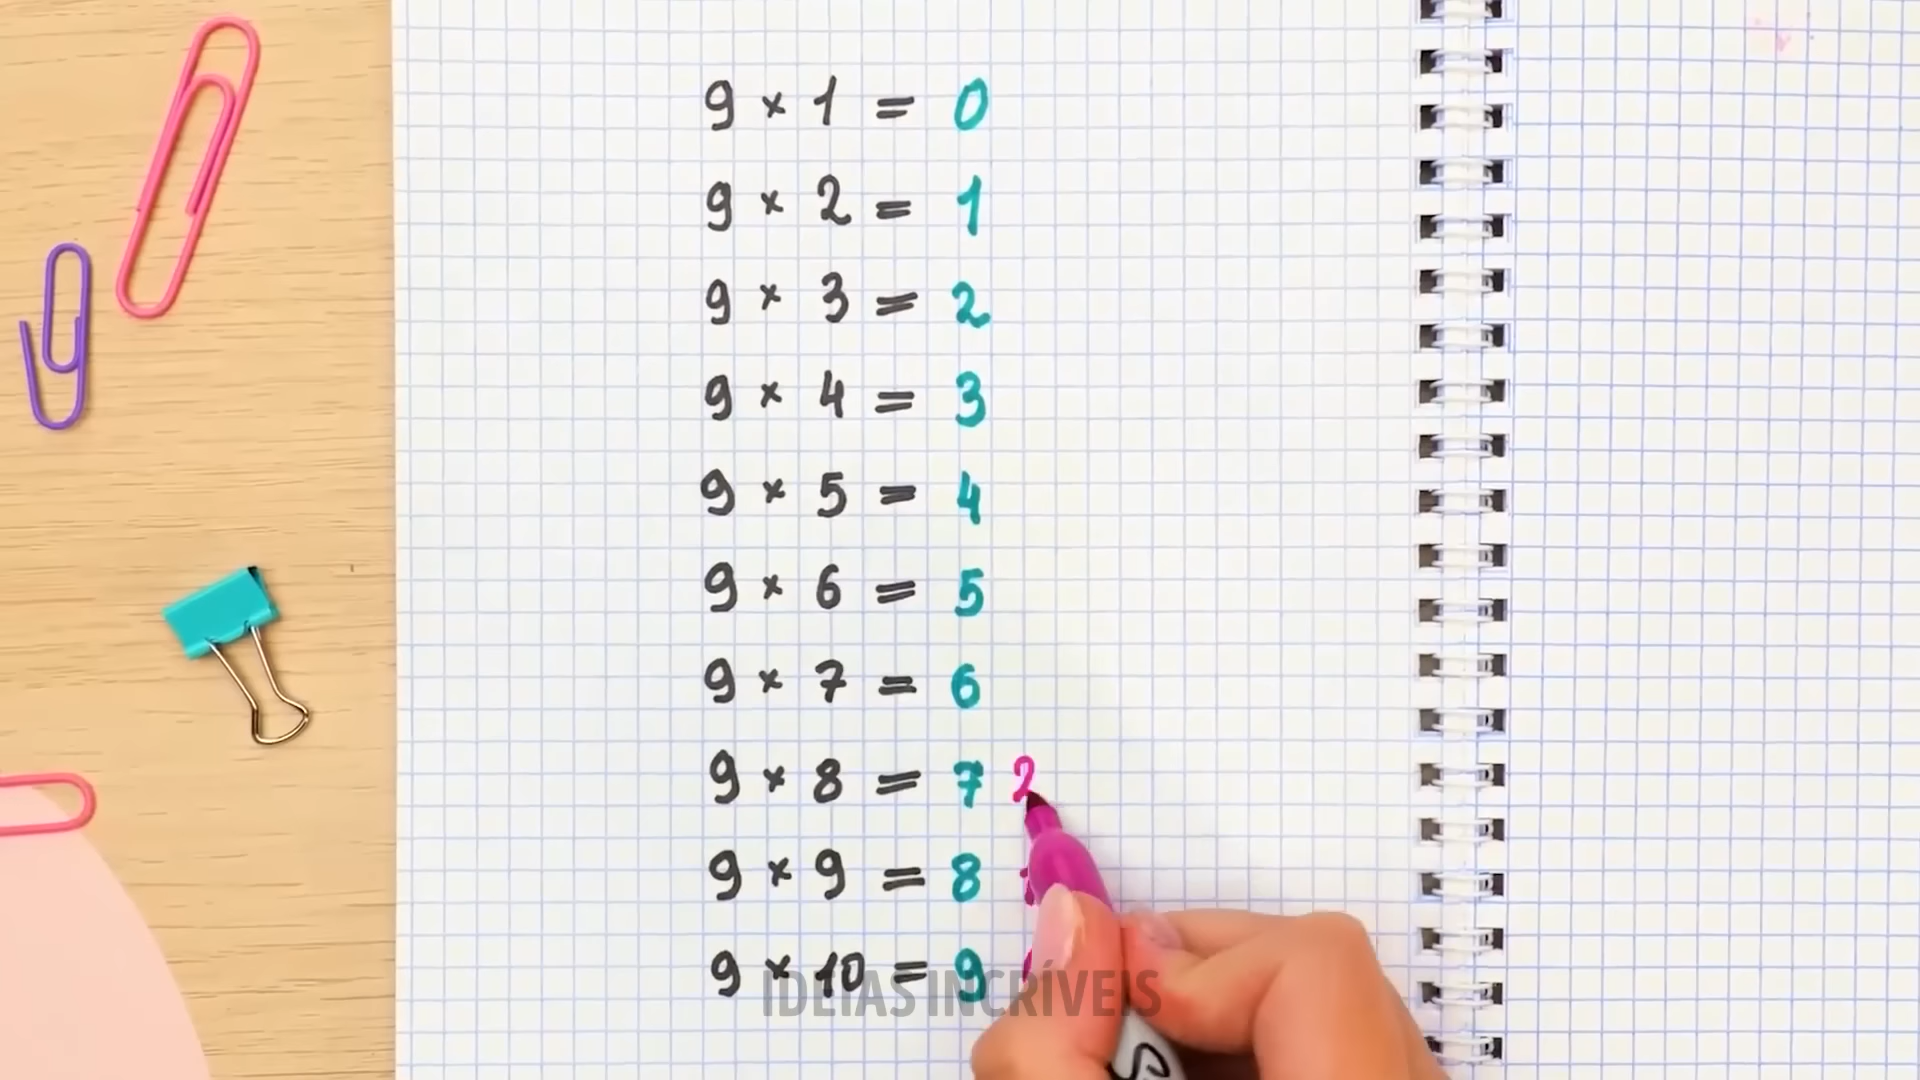 9 × 1 = 0
9 × 2 = 1
9 × 3 = 2
9 × 4 = 3
9 × 5 = 4
9 × 6 = 5
9 × 7 = 6
9 × 8 = 7 2
9 × 9 = 8
9 × 10 = 9
IDEIAS INCRÍVEIS